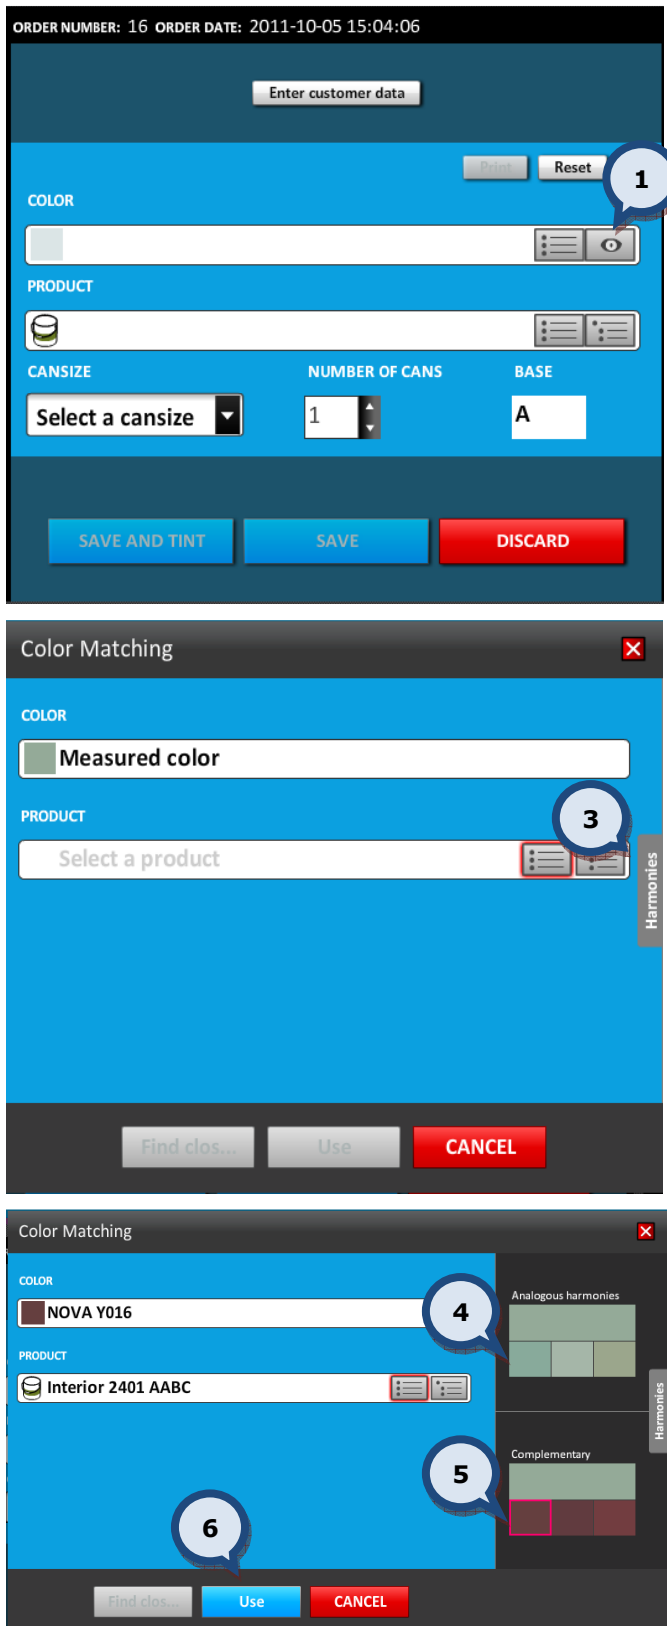 ORDER NUMBER: 16 ORDER DATE: 2011-10-05 15:04:06
Enter customer data
Print Reset
1
COLOR
PRODUCT
CANSIZE NUMBER OF CANS BASE
Select a cansize 1 A
SAVE AND TINT SAVE DISCARD
Color Matching
COLOR
Measured color
PRODUCT
3
Select a product
Harmonies
Find clos... Use CANCEL
Color Matching
COLOR
NOVA Y016
4
Analogous harmonies
PRODUCT
Interior 2401 AABC
Harmonies
Complementary
5
6
Find clos... Use CANCEL